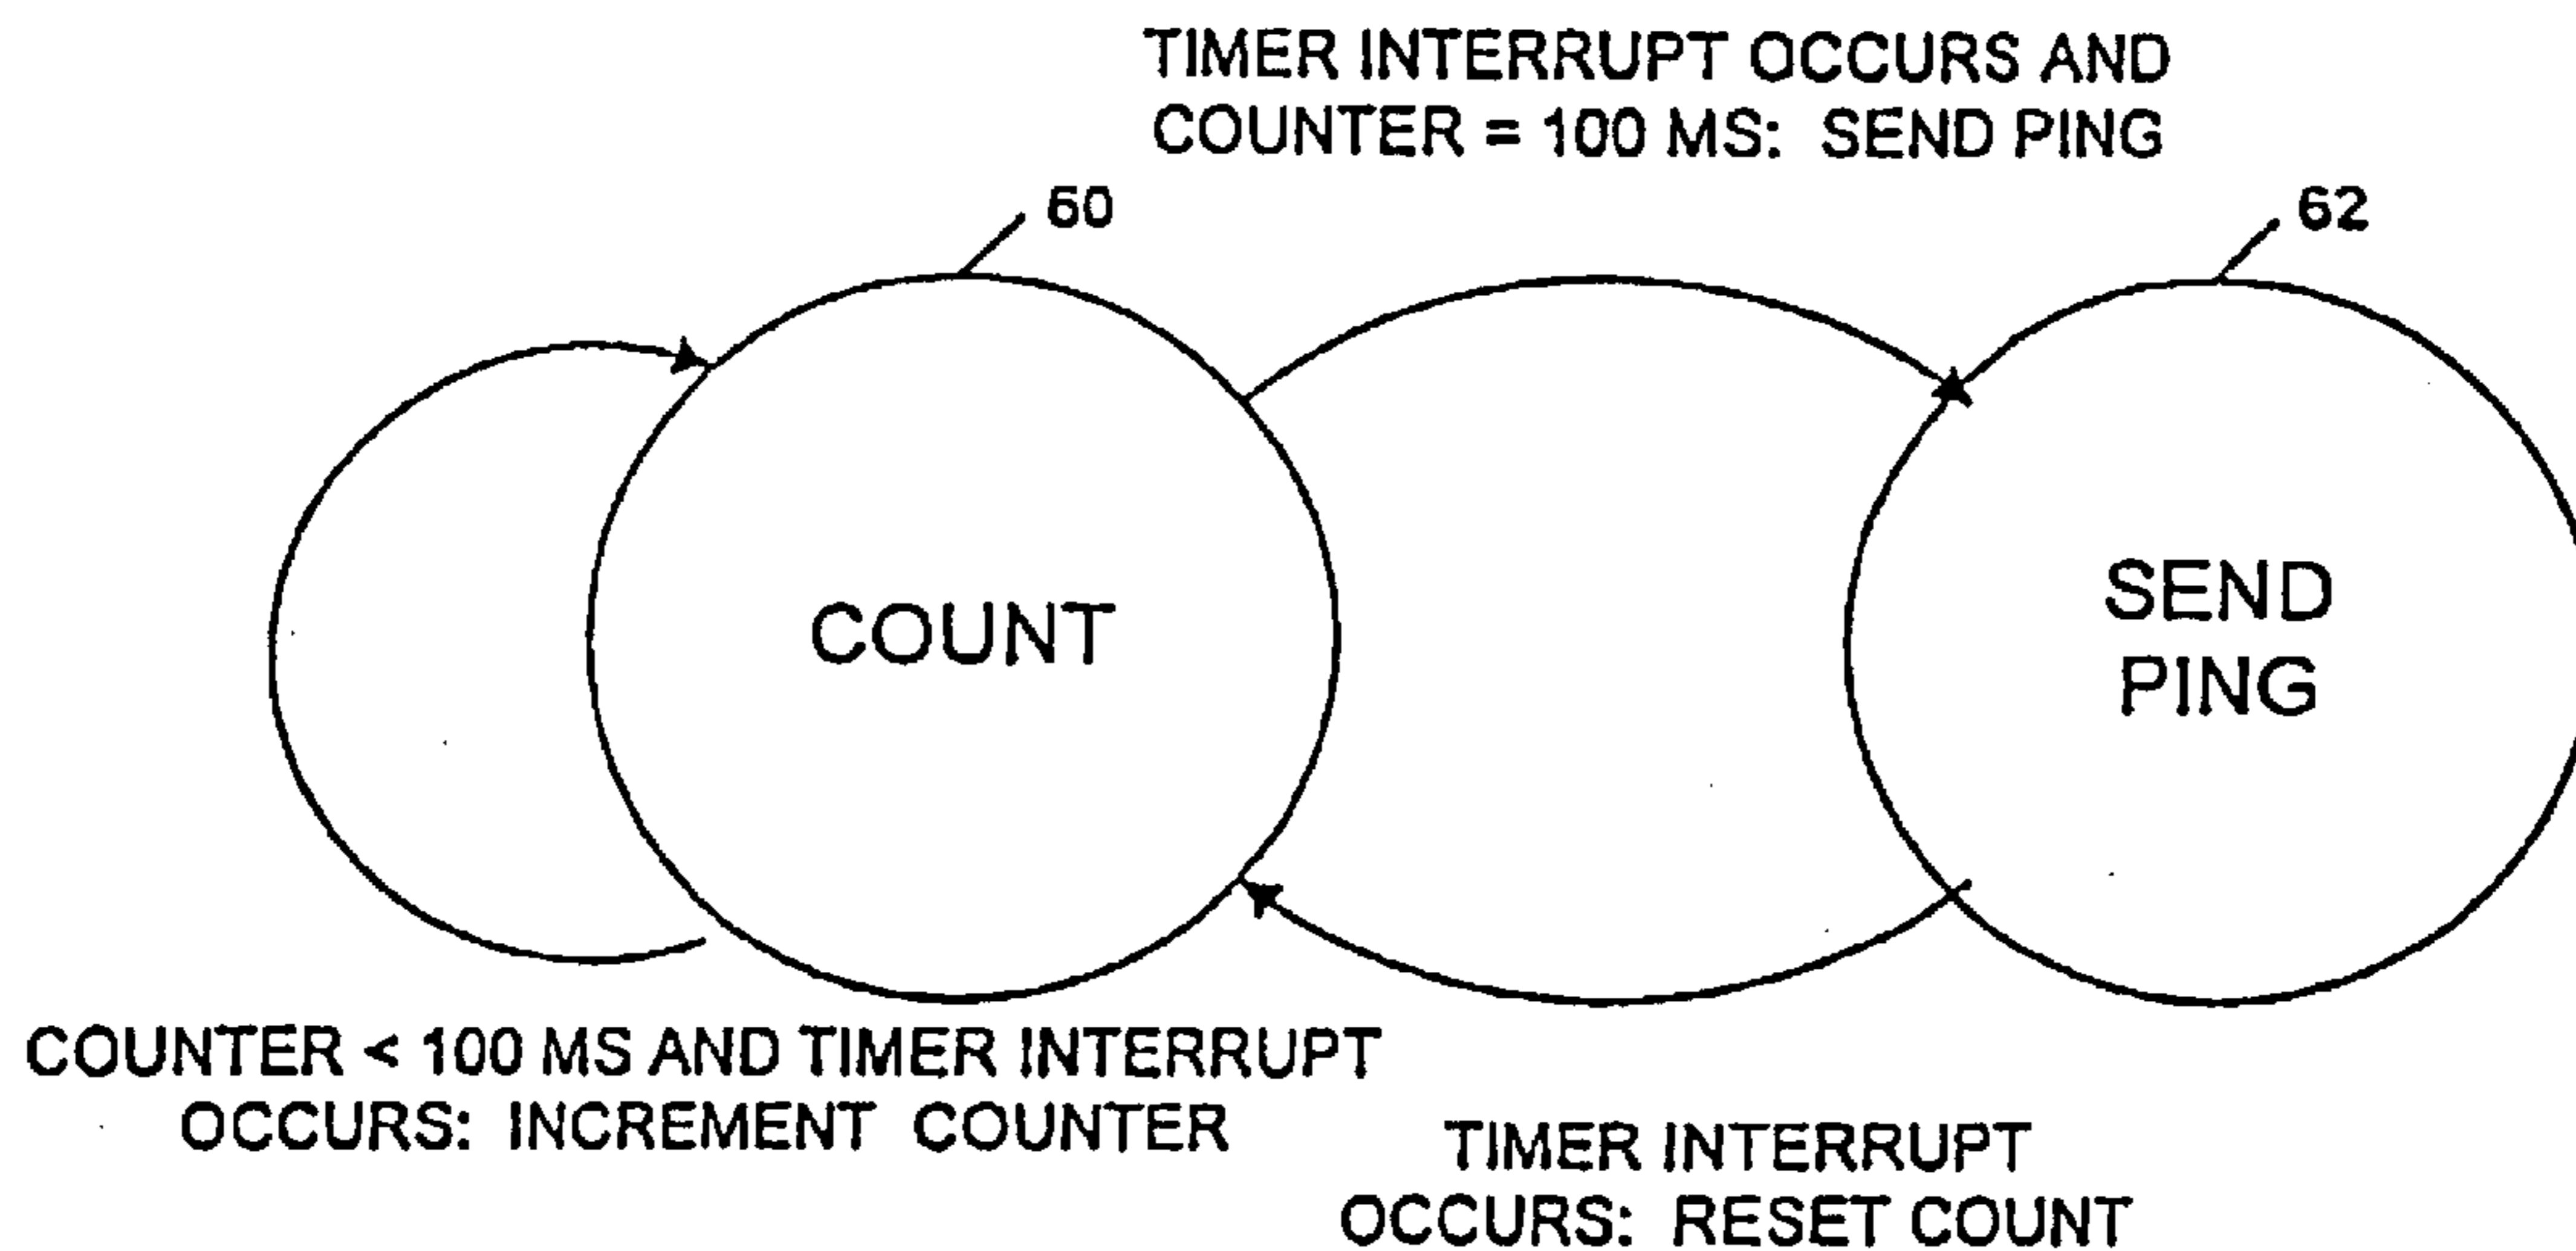 TIMER INTERRUPT OCCURS AND
COUNTER = 100 MS: SEND PING
60
62
COUNT
SEND
PING
COUNTER < 100 MS AND TIMER INTERRUPT
OCCURS: INCREMENT COUNTER
TIMER INTERRUPT
OCCURS: RESET COUNT